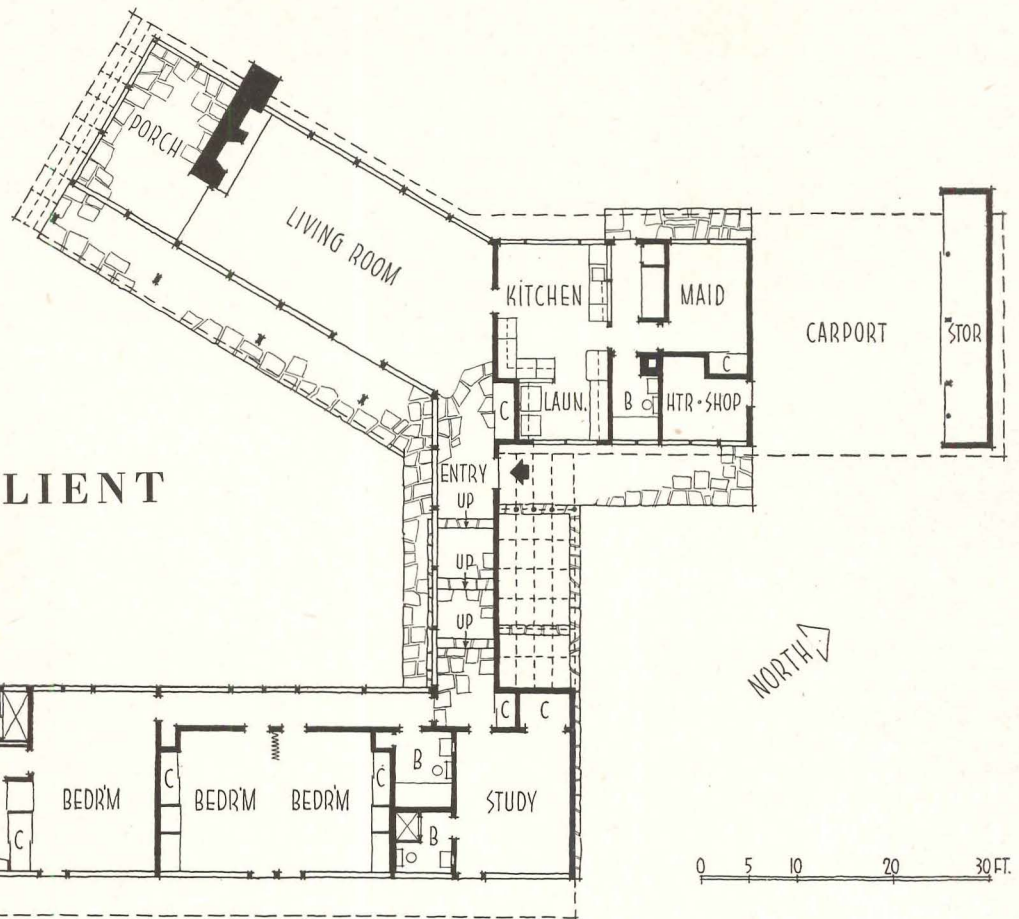 PORCH
LIVING ROOM
KITCHEN
MAID
CARPORT
STOR
C
C
LAUN.
B
HTR·SHOP
LIENT
ENTRY
UP
UP
UP
NORTH
C
C
B
C
BEDR'M
C
BEDR'M
BEDR'M
C
STUDY
B
0 5 10 20 30 FT.